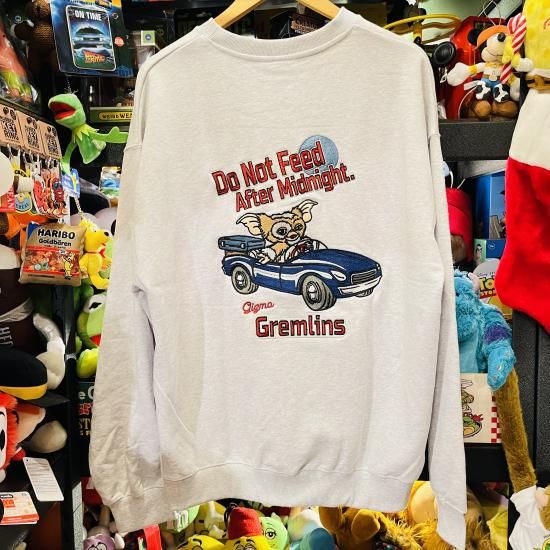 ON TIME
Do Not Feed
After Midnight.
Gizmo
Gremlins
HARIBO
Goldbären